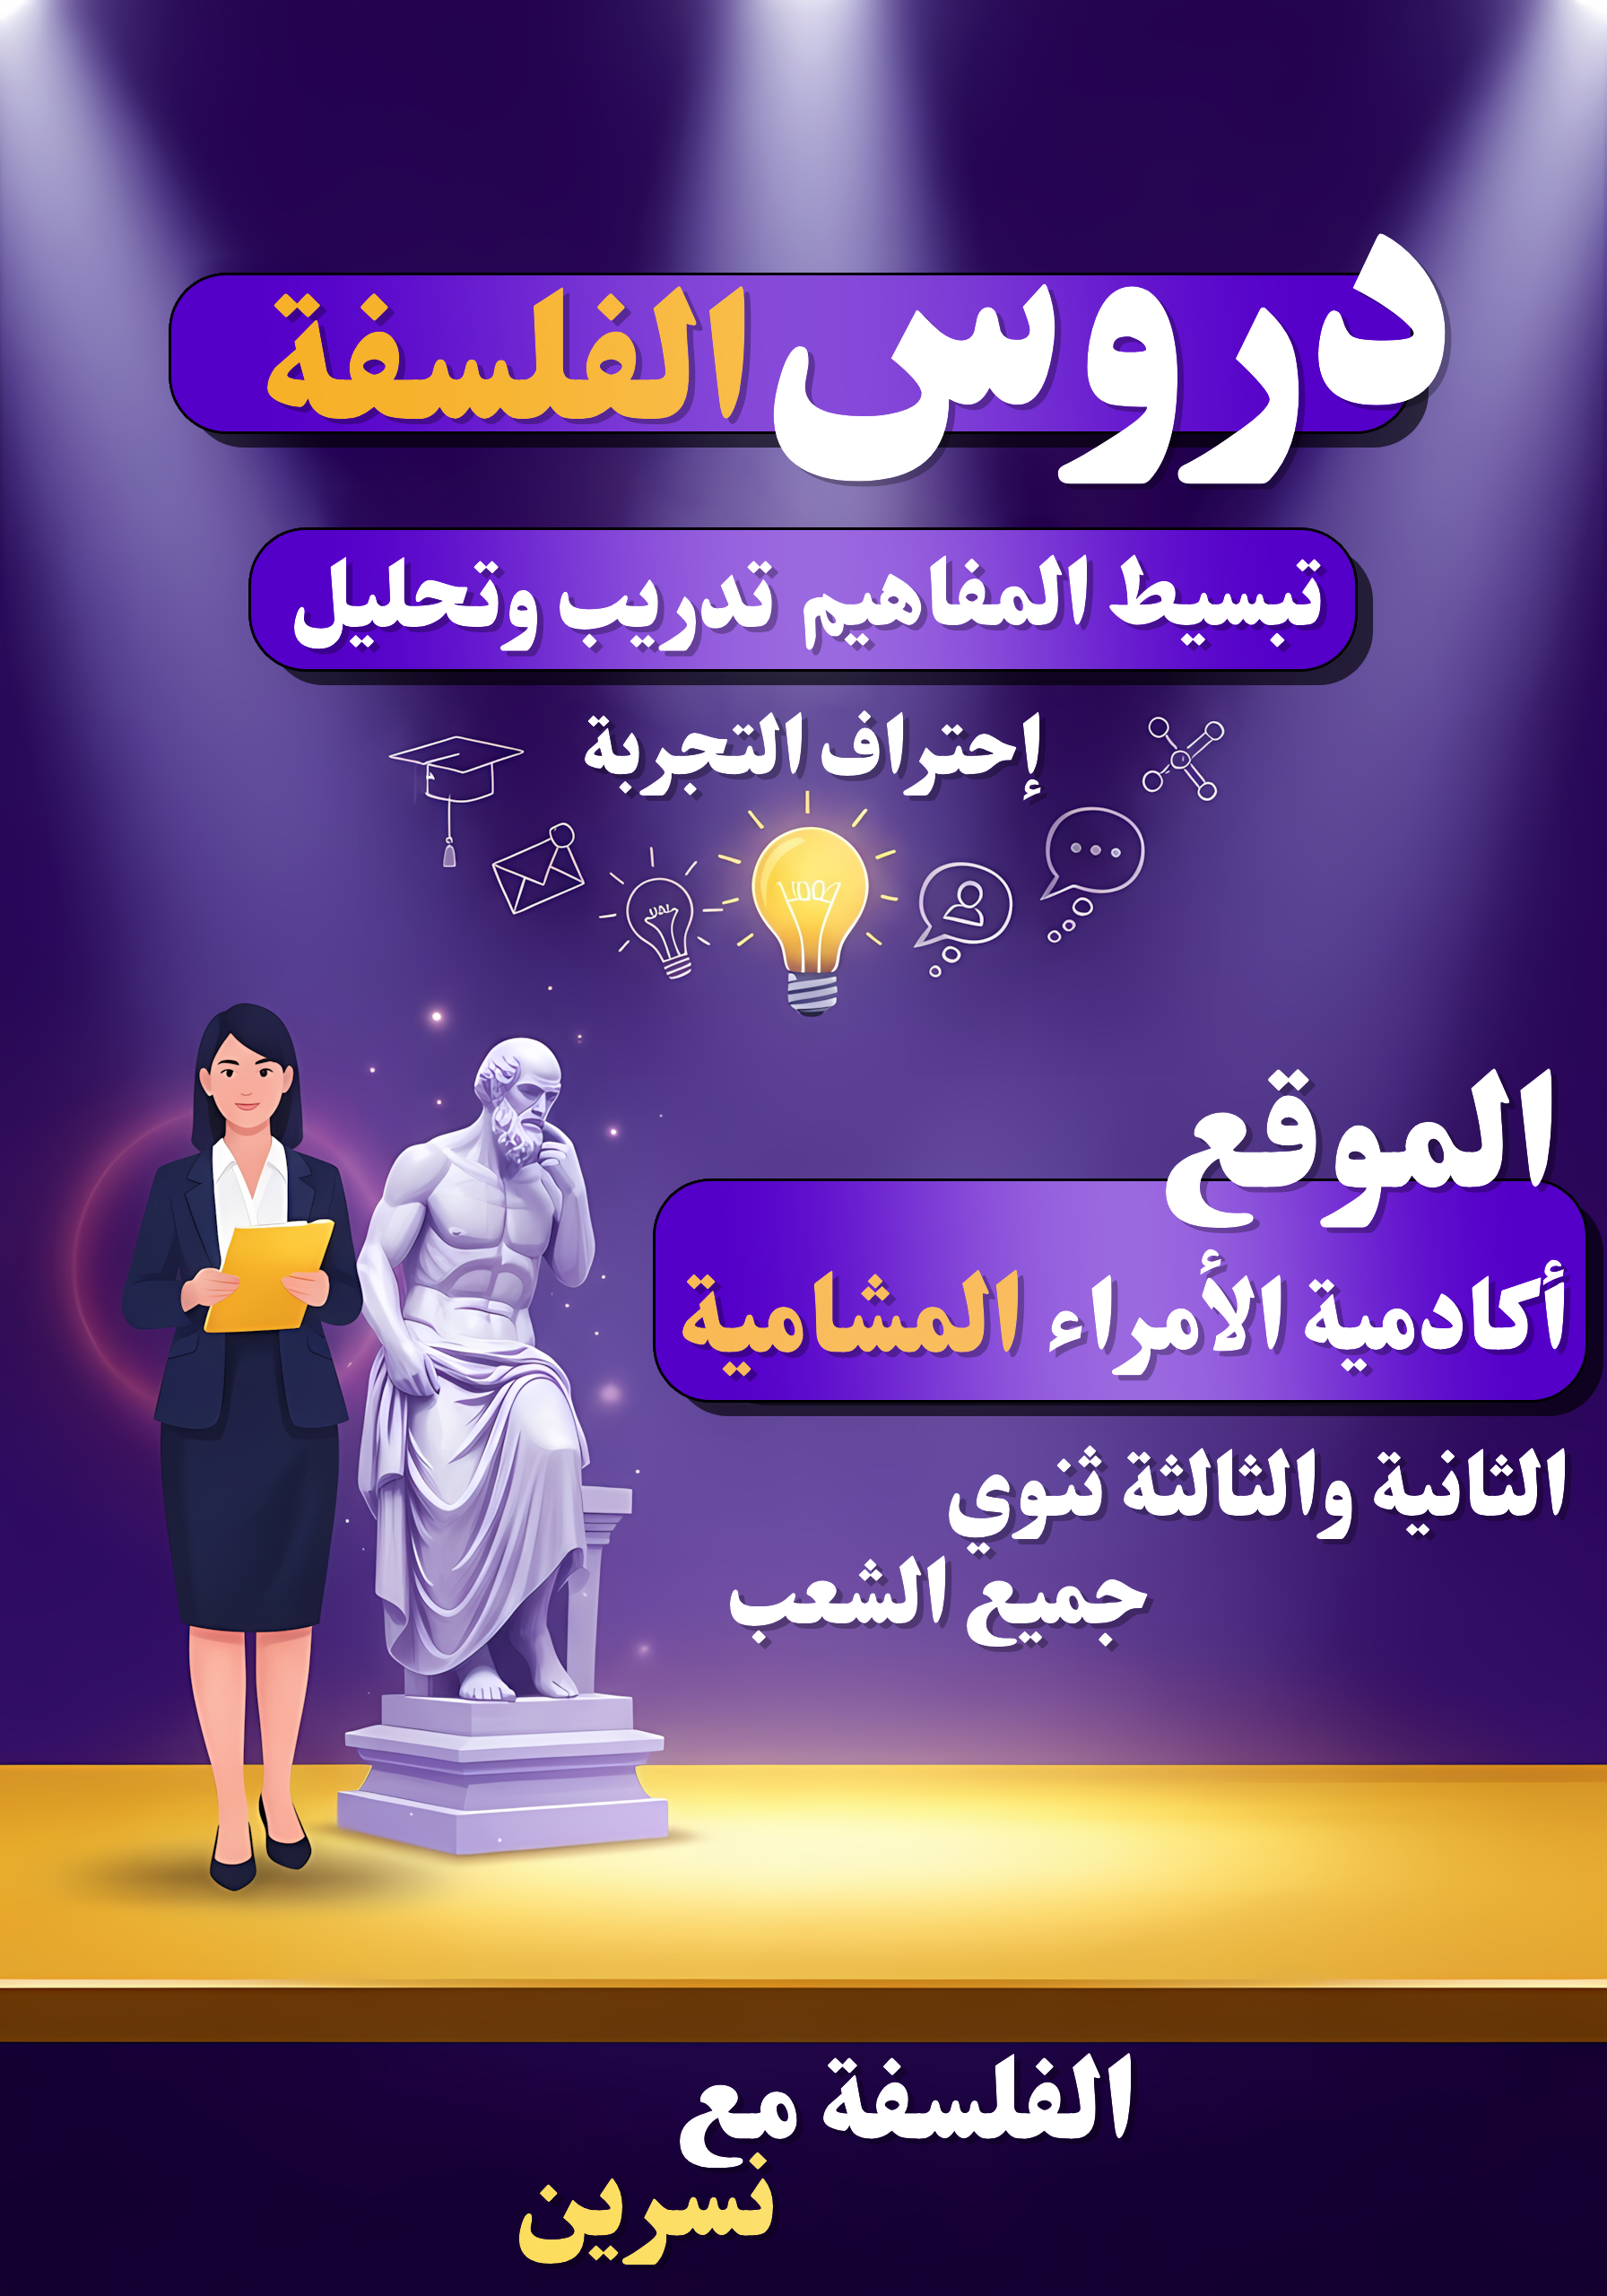 دروس الفلسفة
تبسيط المفاهيم تدريب وتحليل
إحتراف التجربة
الموقع
أكادمية الأمراء المشامية
الثانية والثالثة ثنوي
جميع الشعب
الفلسفة مع
نسرين